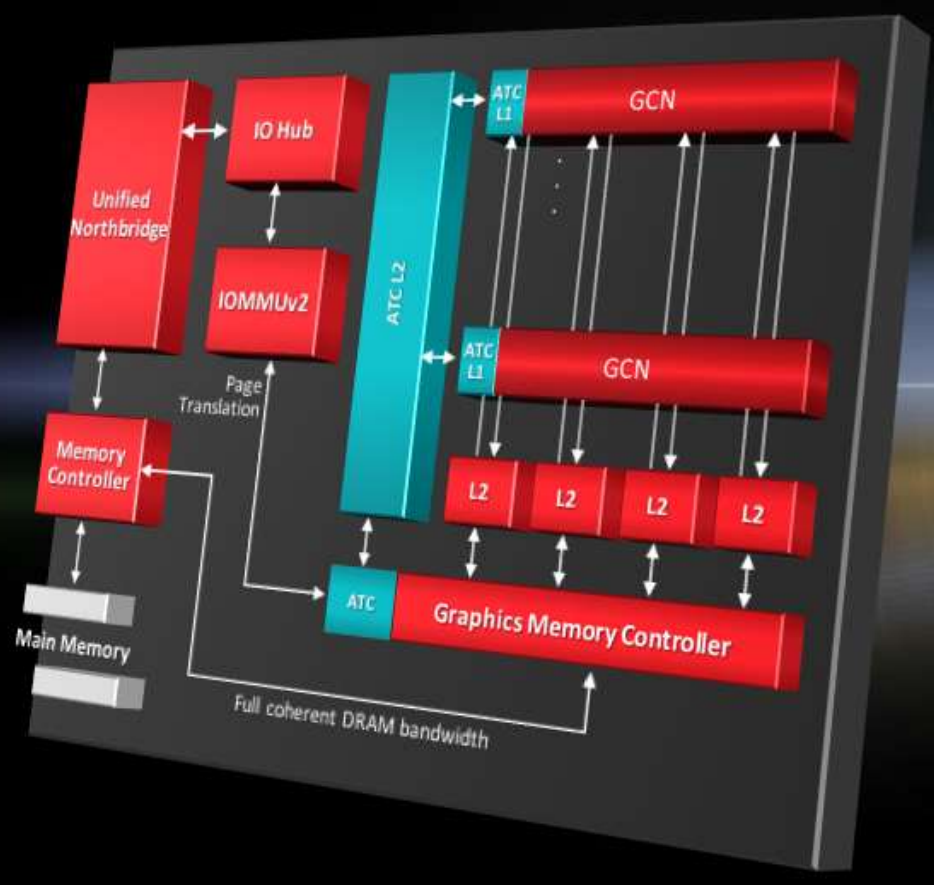 Unified
Northbridge
IO Hub
IOMMUv2
Page
Translation
Memory
Controller
Main Memory
ATC L2
ATC
L1
GCN
ATC
L1
GCN
L2
L2
L2
L2
ATC
Graphics Memory Controller
Full coherent DRAM bandwidth